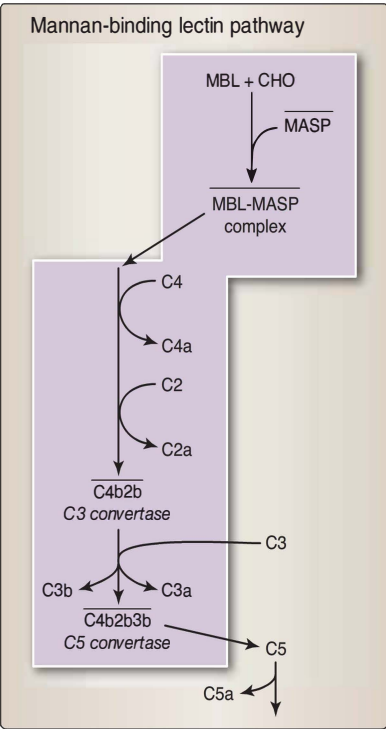 Mannan-binding lectin pathway
MBL + CHO
MASP
MBL-MASP
complex
C4
C4a
C2
C2a
C4b2b
C3 convertase
C3
C3b
C3a
C4b2b3b
C5 convertase
C5
C5a